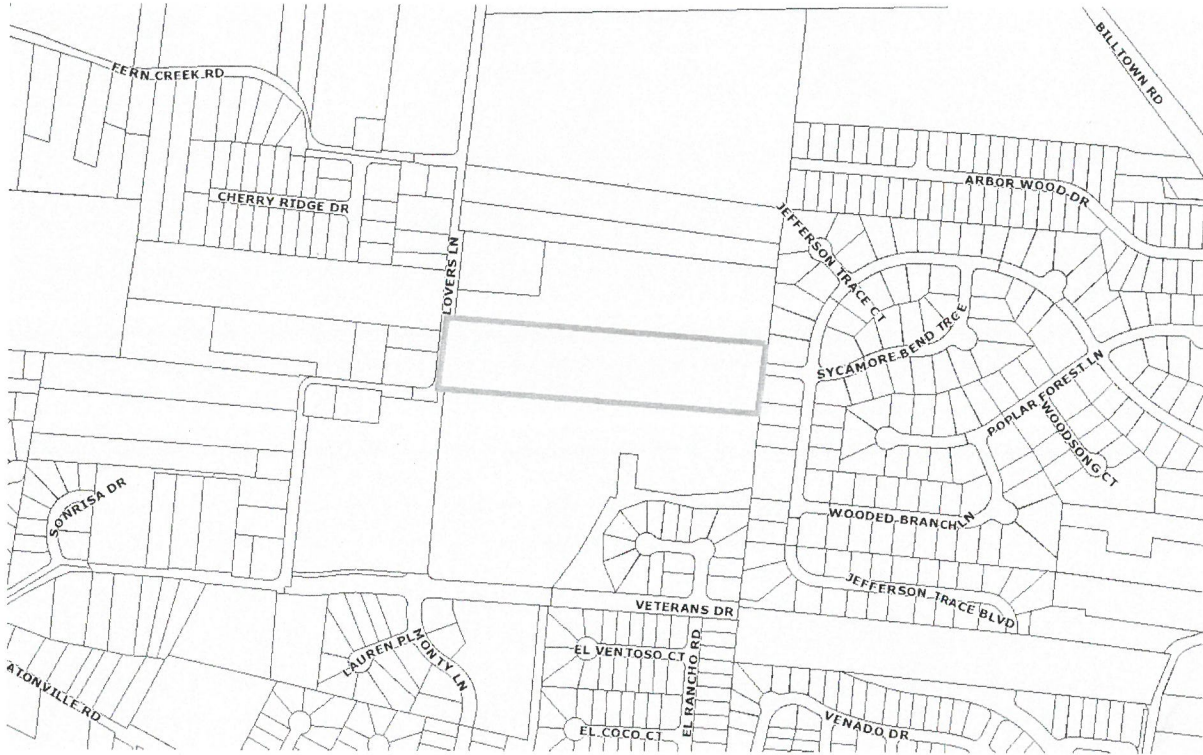 BILLTOWN RD
FERN CREEK RD
ARBOR WOOD DR
CHERRY RIDGE DR
JEFFERSON TRACE CT
LOVERS LN
SYCAMORE BEND TRCE
POPLAR FOREST LN
WOODSONG CT
SONRISA DR
WOODED BRANCH LN
JEFFERSON TRACE BLVD
VETERANS DR
LAUREN PL
MONTY LN
EL VENTOSO CT
EL RANCHO RD
ATONVILLE RD
VENADO DR
EL COCO CT